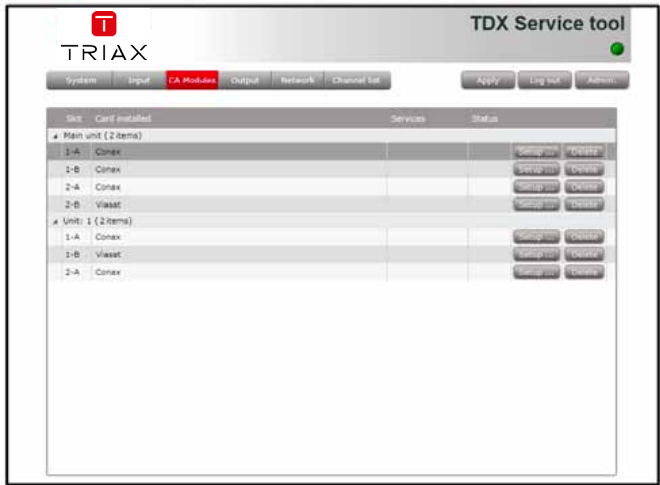 TRIAX
TDX Service tool
System Input CA Modules Output Network Channel list Apply Log out Admin.
Slot Card installed Services Status
Main unit (2 items)
1-A Conax Setup ... Delete
1-B Conax Setup ... Delete
2-A Conax Setup ... Delete
2-B Viasat Setup ... Delete
Unit: 1 (2 items)
1-A Conax Setup ... Delete
1-B Viasat Setup ... Delete
2-A Conax Setup ... Delete